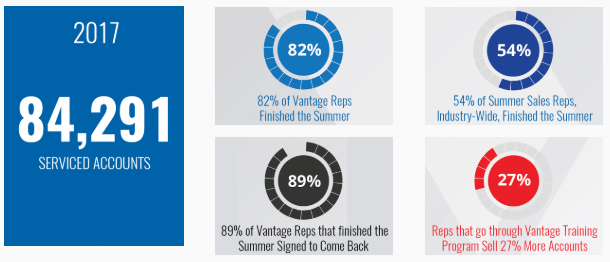 2017
84,291
SERVICED ACCOUNTS
82%
82% of Vantage Reps
Finished the Summer
54%
54% of Summer Sales Reps,
Industry-Wide, Finished the Summer
89%
89% of Vantage Reps that finished the
Summer Signed to Come Back
27%
Reps that go through Vantage Training
Program Sell 27% More Accounts